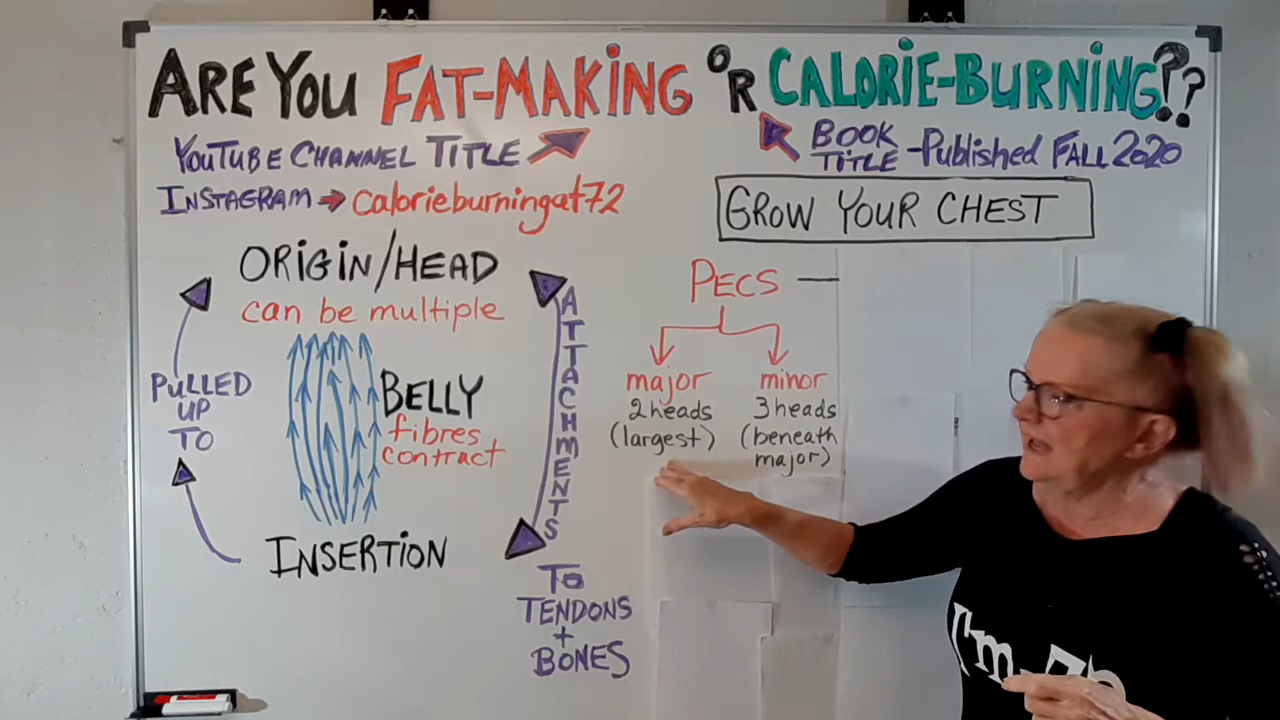 ARE YOU FAT-MAKING OR CALORIE-BURNING??
YOUTUBE CHANNEL TITLE
BOOK TITLE - Published FALL 2020
INSTAGRAM → calorieburningat72
GROW YOUR CHEST
ORIGIN/HEAD
can be multiple
PULLED
UP
TO
BELLY
fibres
contract
INSERTION
ATTACHMENTS
TO
TENDONS
+
BONES
PECS —
major
2 heads
(largest)
minor
3 heads
(beneath
major)
I'm